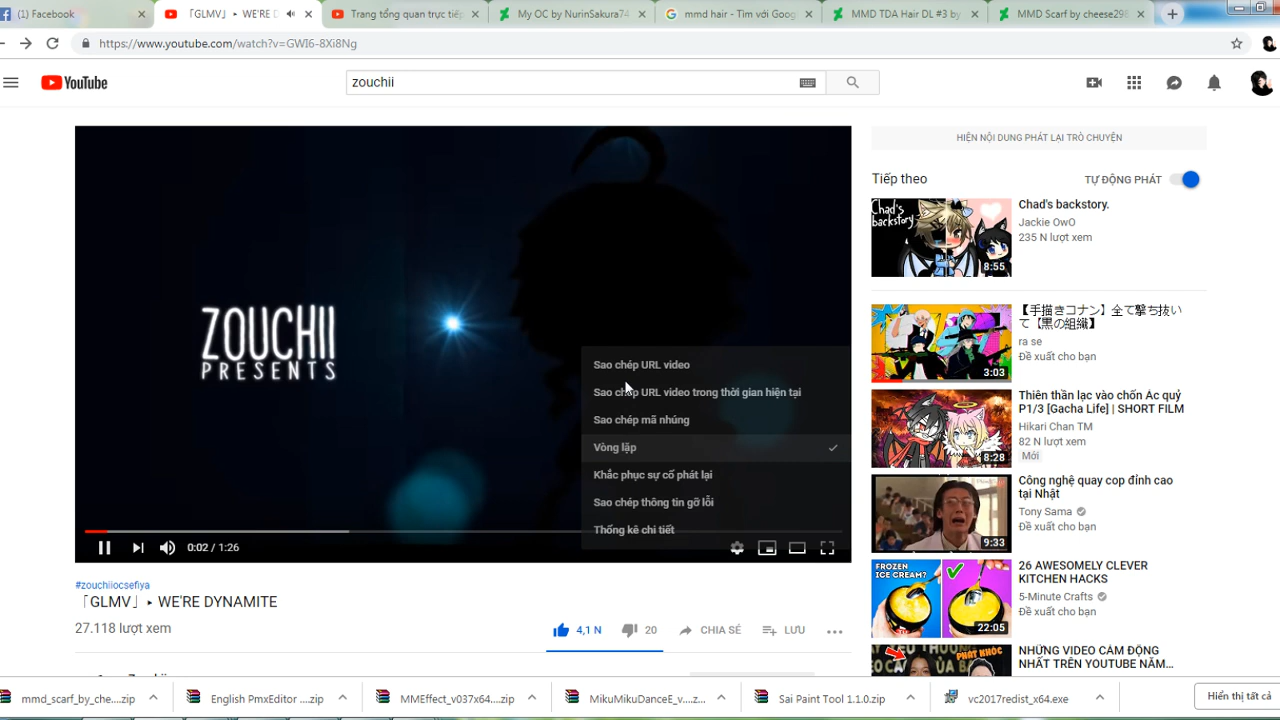 (1) Facebook
「GLMV」▸ WE'RE D
Trang tổng quan trực tiếp
My OC by NurinSakura74
mmd hair - Tìm với Goog
MMD TDA Hair DL #3 by
MMD Scarf by cheese298
https://www.youtube.com/watch?v=GWI6-8Xi8Ng
YouTube
zouchii
ZOUCHII
PRESENTS
Sao chép URL video
Sao chép URL video trong thời gian hiện tại
Sao chép mã nhúng
Vòng lặp
Khắc phục sự cố phát lại
Sao chép thông tin gỡ lỗi
Thống kê chi tiết
0:02 / 1:26
#zouchiiocsefiya
「GLMV」▸ WE'RE DYNAMITE
27.118 lượt xem
4,1 N
20
CHIA SẺ
LƯU
HIỆN NỘI DUNG PHÁT LẠI TRÒ CHUYỆN
Tiếp theo
TỰ ĐỘNG PHÁT
Chad's
backstory
8:55
Chad's backstory.
Jackie OwO
235 N lượt xem
3:03
【手描きコナン】全て撃ち抜い
て【黒の組織】
ra se
Đề xuất cho bạn
8:28
Thiên thần lạc vào chốn Ác quỷ
P1/3 [Gacha Life] | SHORT FILM
Hikari Chan TM
82 N lượt xem
Mới
9:33
Công nghệ quay cop đỉnh cao
tại Nhật
Tony Sama
Đề xuất cho bạn
FROZEN
ICE CREAM?
22:05
26 AWESOMELY CLEVER
KITCHEN HACKS
5-Minute Crafts
Đề xuất cho bạn
PHÁT KHÓC
NHỮNG VIDEO CẢM ĐỘNG
NHẤT TRÊN YOUTUBE NĂM...
mmd_scarf_by_che....zip
English PmxEditor ....zip
MMEffect_v037x64....zip
MikuMikuDanceE_v....z...
Sai Paint Tool 1.1.0.zip
vc2017redist_x64.exe
Hiển thị tất cả